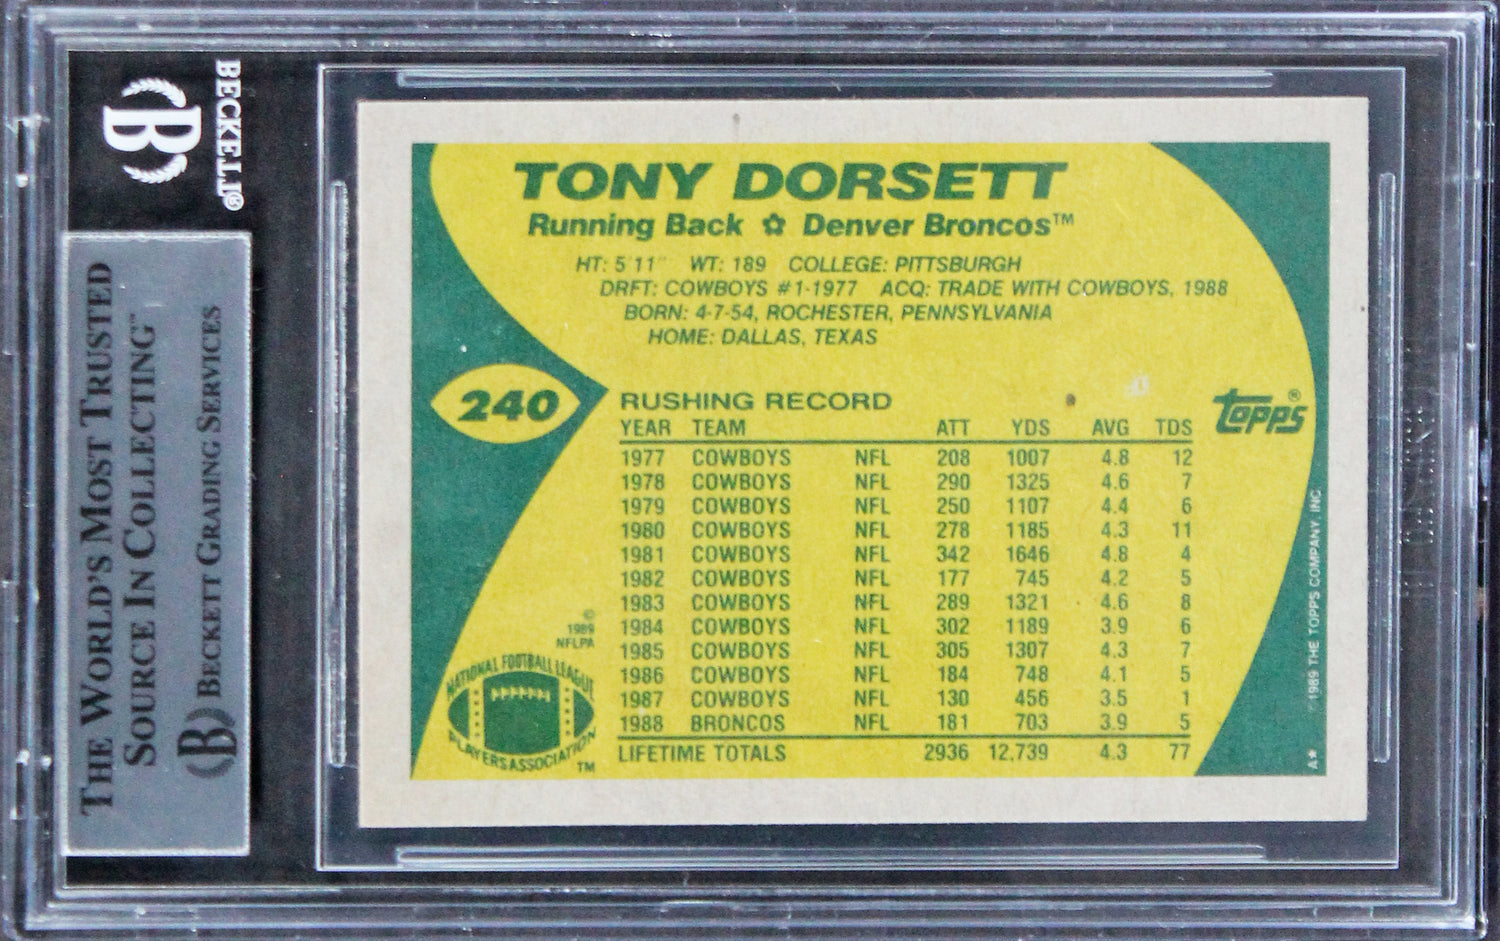 BECKETT®
THE WORLD'S MOST TRUSTED
SOURCE IN COLLECTING™
B BECKETT GRADING SERVICES
TONY DORSETT
Running Back Denver Broncos™
HT: 5'11" WT: 189 COLLEGE: PITTSBURGH
DRFT: COWBOYS #1-1977 ACQ: TRADE WITH COWBOYS, 1988
BORN: 4-7-54, ROCHESTER, PENNSYLVANIA
HOME: DALLAS, TEXAS
240
RUSHING RECORD
YEAR TEAM ATT YDS AVG TDS
1977 COWBOYS NFL 208 1007 4.8 12
1978 COWBOYS NFL 290 1325 4.6 7
1979 COWBOYS NFL 250 1107 4.4 6
1980 COWBOYS NFL 278 1185 4.3 11
1981 COWBOYS NFL 342 1646 4.8 4
1982 COWBOYS NFL 177 745 4.2 5
1983 COWBOYS NFL 289 1321 4.6 8
1984 COWBOYS NFL 302 1189 3.9 6
1985 COWBOYS NFL 305 1307 4.3 7
1986 COWBOYS NFL 184 748 4.1 5
1987 COWBOYS NFL 130 456 3.5 1
1988 BRONCOS NFL 181 703 3.9 5
LIFETIME TOTALS 2936 12,739 4.3 77
©
1989
NFLPA
NATIONAL FOOTBALL LEAGUE
PLAYERS ASSOCIATION
™
topps®
1989 THE TOPPS COMPANY, INC.
A★